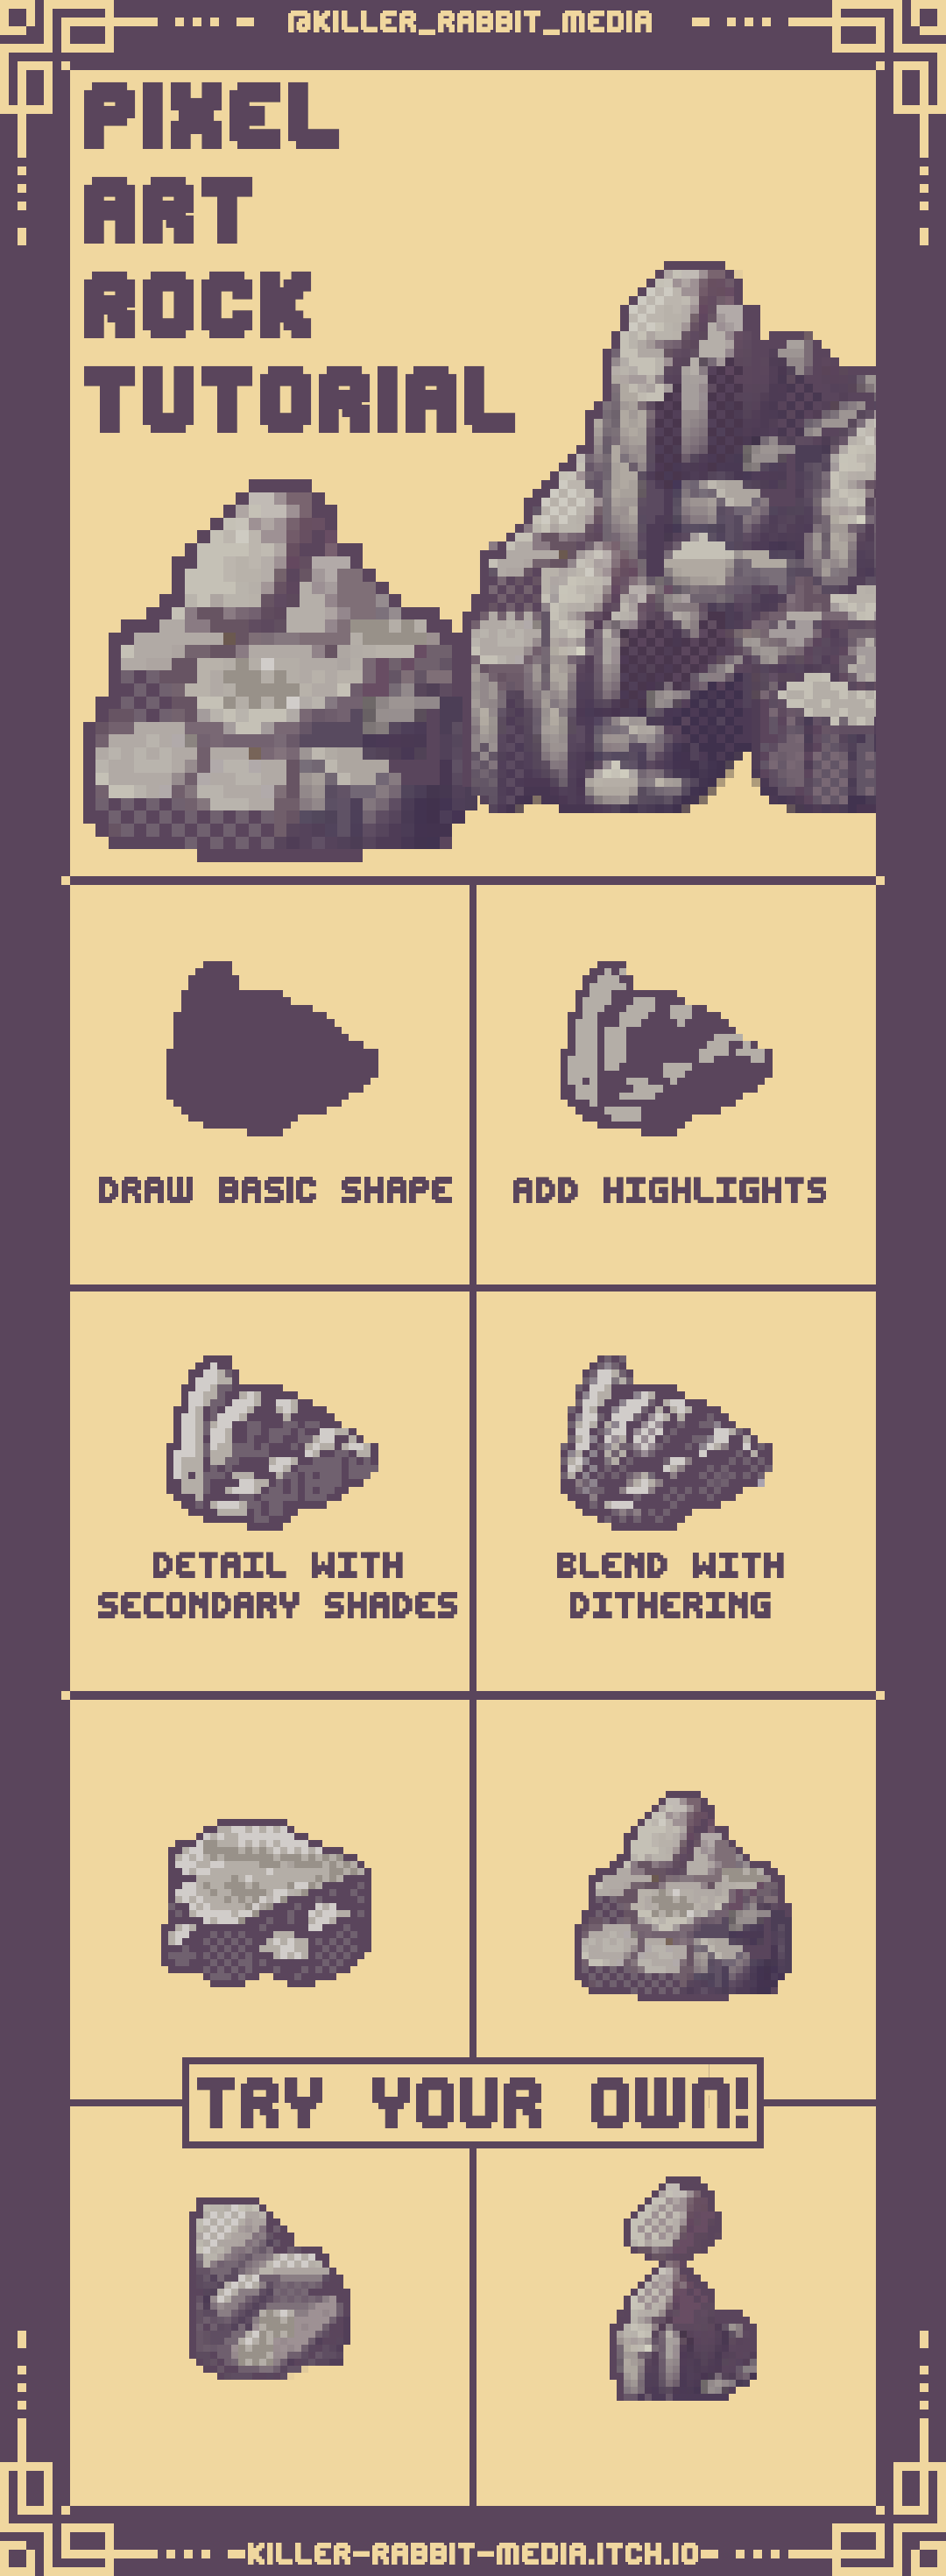 @KILLER_RABBIT_MEDIA
PIXEL
ART
ROCK
TUTORIAL
DRAW BASIC SHAPE
ADD HIGHLIGHTS
DETAIL WITH
SECONDARY SHADES
BLEND WITH
DITHERING
TRY YOUR OWN!
KILLER-RABBIT-MEDIA.ITCH.IO